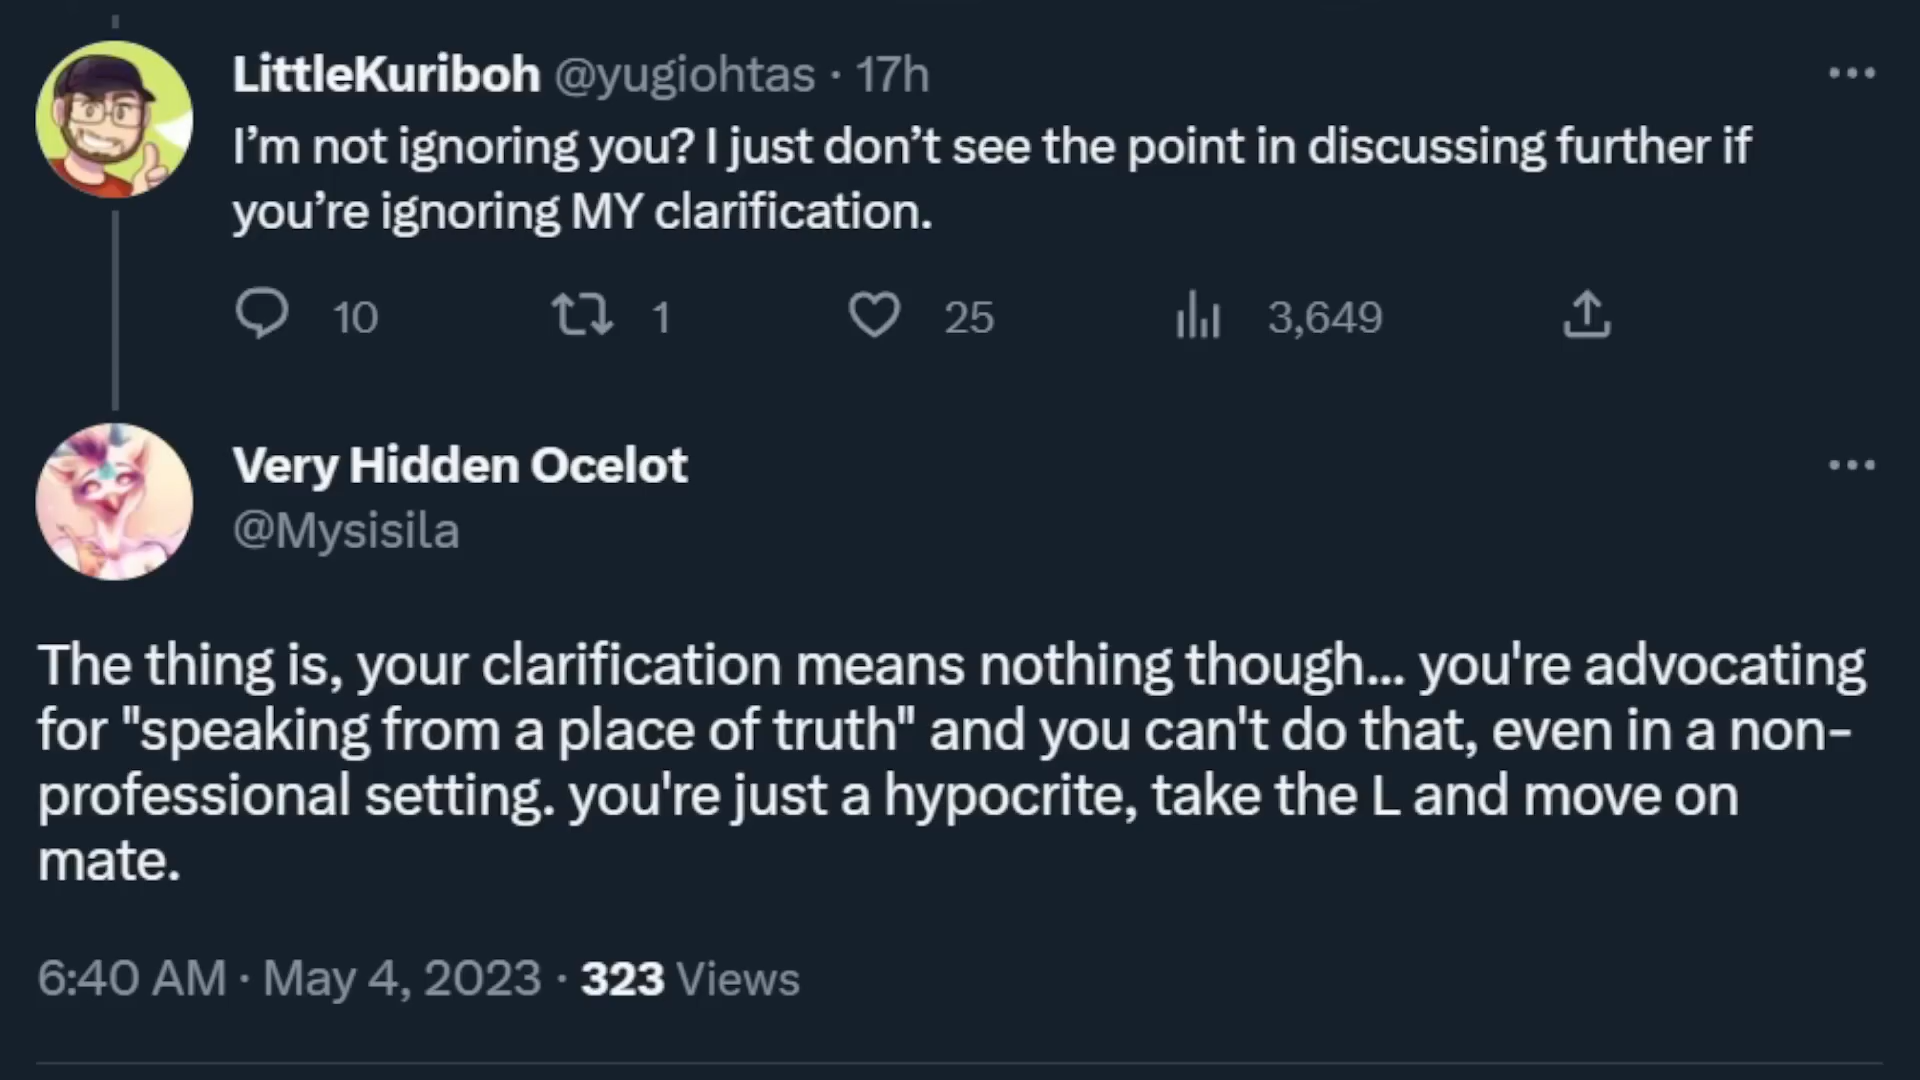 LittleKuriboh @yugiohtas · 17h
I’m not ignoring you? I just don’t see the point in discussing further if
you’re ignoring MY clarification.
10 1 25 3,649
Very Hidden Ocelot
@Mysisila
The thing is, your clarification means nothing though... you're advocating
for "speaking from a place of truth" and you can't do that, even in a non-
professional setting. you're just a hypocrite, take the L and move on
mate.
6:40 AM · May 4, 2023 · 323 Views